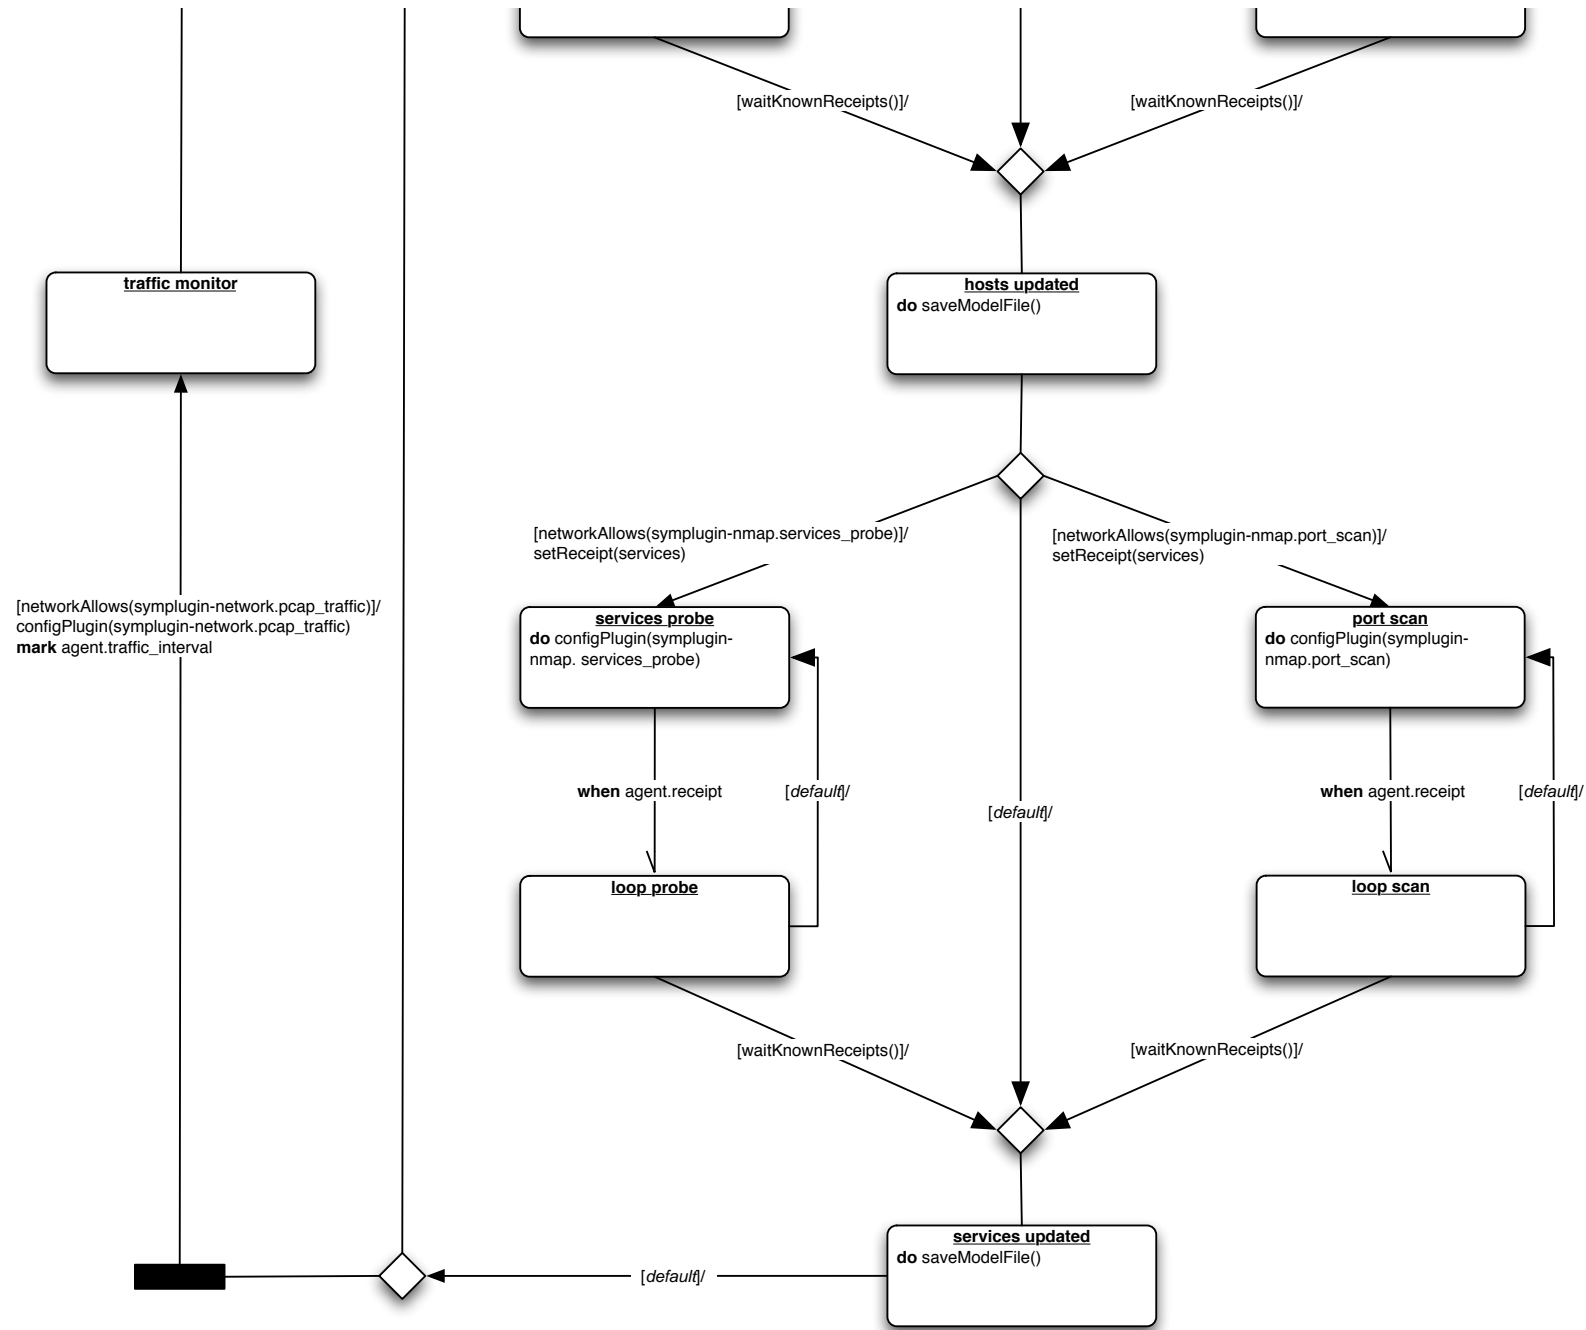 [waitKnownReceipts()]/
[waitKnownReceipts()]/
traffic monitor
hosts updated
do saveModelFile()
[networkAllows(symplugin-nmap.services_probe)]/
setReceipt(services)
[networkAllows(symplugin-nmap.port_scan)]/
setReceipt(services)
[networkAllows(symplugin-network.pcap_traffic)]/
configPlugin(symplugin-network.pcap_traffic)
mark agent.traffic_interval
services probe
do configPlugin(symplugin-
nmap. services_probe)
port scan
do configPlugin(symplugin-
nmap.port_scan)
when agent.receipt
[default]/
[default]/
when agent.receipt
[default]/
loop probe
loop scan
[waitKnownReceipts()]/
[waitKnownReceipts()]/
services updated
do saveModelFile()
[default]/